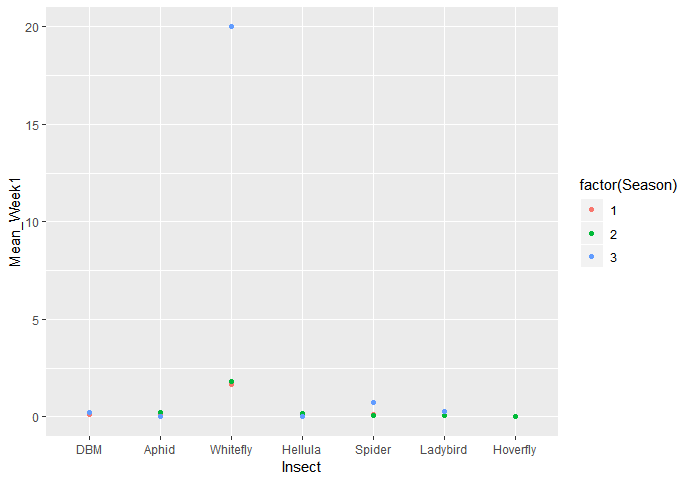 20
15
10
5
0
Mean_Week1
DBM Aphid Whitefly Hellula Spider Ladybird Hoverfly
Insect
factor(Season)
1
2
3